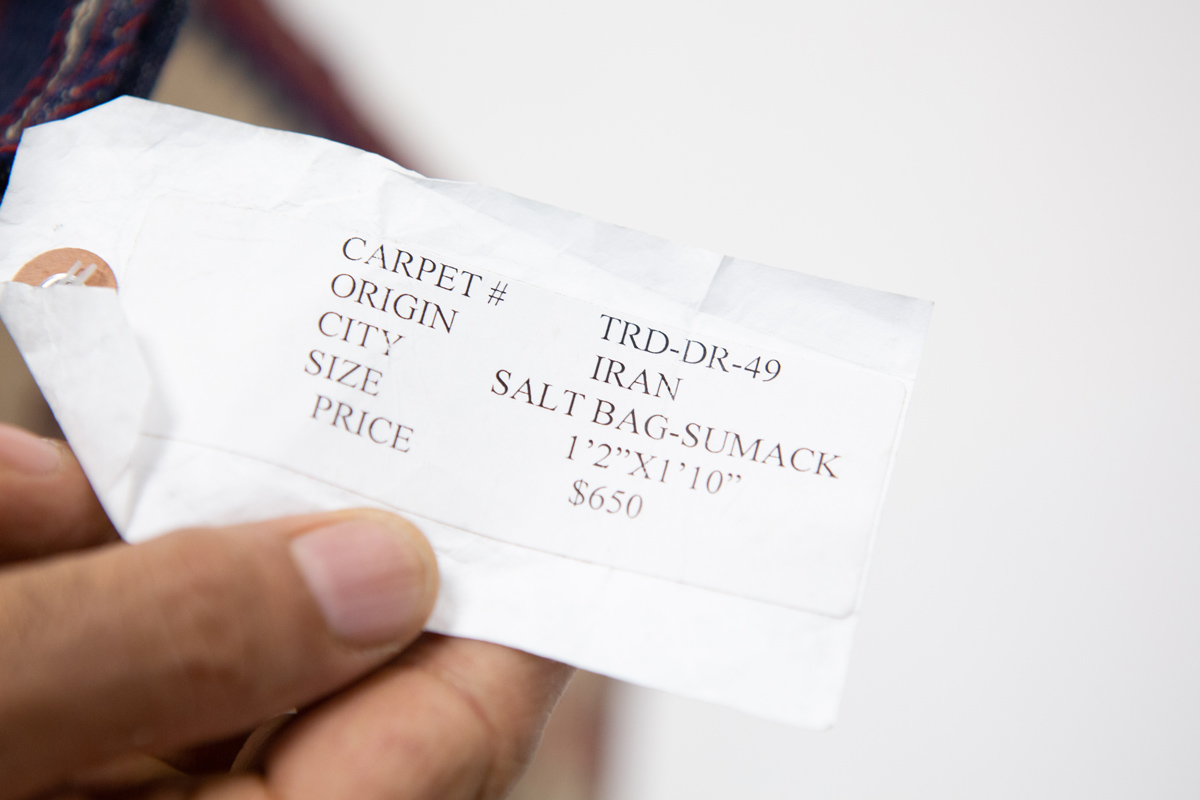 CARPET # TRD-DR-49
ORIGIN IRAN
CITY SALT BAG-SUMACK
SIZE 1’2”X1’10”
PRICE $650